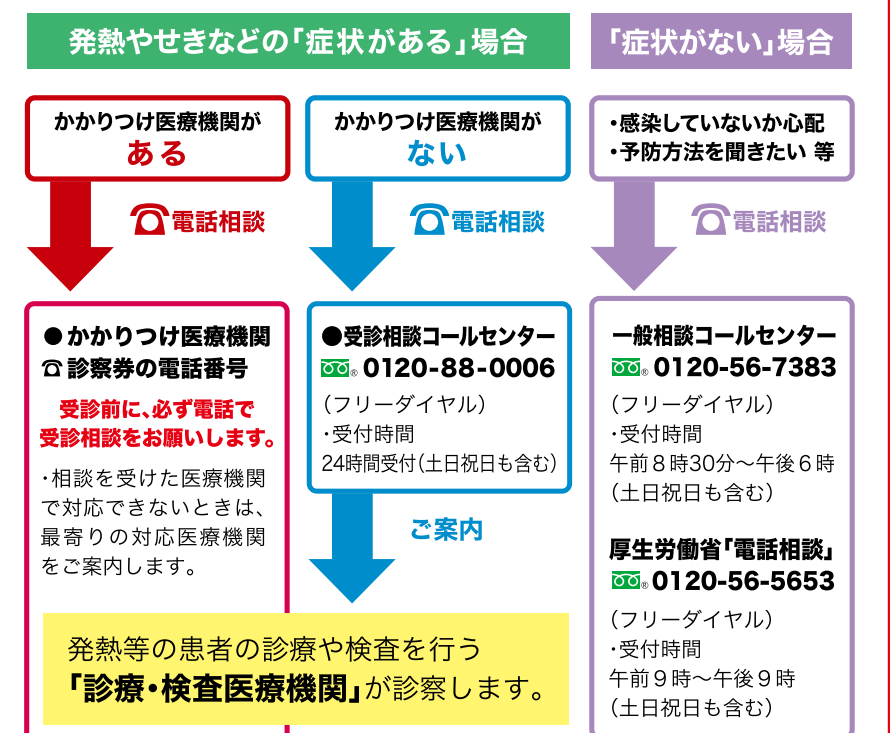 発熱やせきなどの「症状がある」場合
「症状がない」場合
かかりつけ医療機関が
ある
電話相談
●かかりつけ医療機関
☎診察券の電話番号
受診前に、必ず電話で
受診相談をお願いします。
・相談を受けた医療機関
で対応できないときは、
最寄りの対応医療機関
をご案内します。
かかりつけ医療機関が
ない
電話相談
●受診相談コールセンター
® 0120-88-0006
（フリーダイヤル）
・受付時間
24時間受付（土日祝日も含む）
ご案内
発熱等の患者の診療や検査を行う
「診療・検査医療機関」が診察します。
・感染していないか心配
・予防方法を聞きたい 等
電話相談
一般相談コールセンター
® 0120-56-7383
（フリーダイヤル）
・受付時間
午前８時30分～午後６時
（土日祝日も含む）
厚生労働省「電話相談」
® 0120-56-5653
（フリーダイヤル）
・受付時間
午前９時～午後９時
（土日祝日も含む）